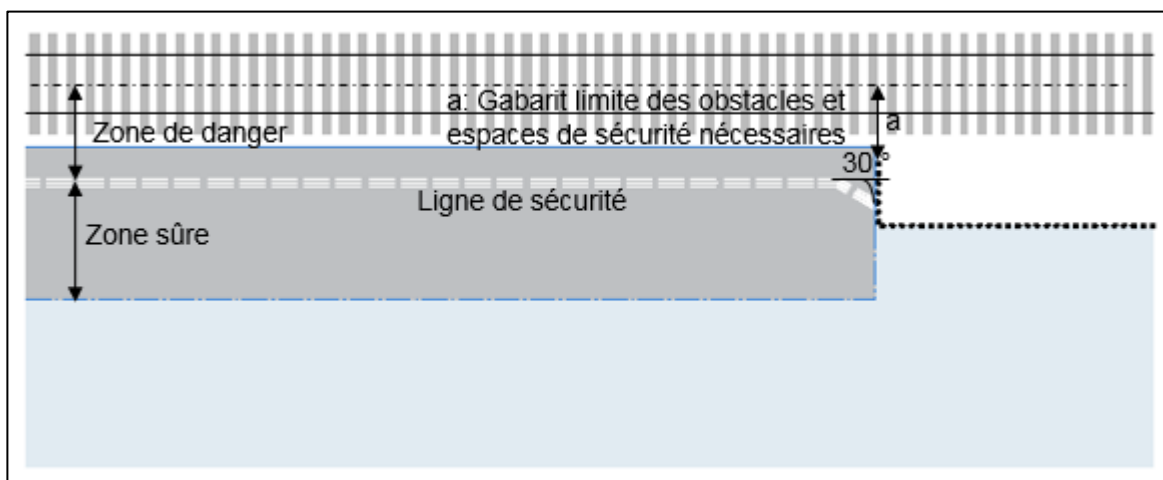 a: Gabarit limite des obstacles et
espaces de sécurité nécessaires
a
Zone de danger
30°
Ligne de sécurité
Zone sûre